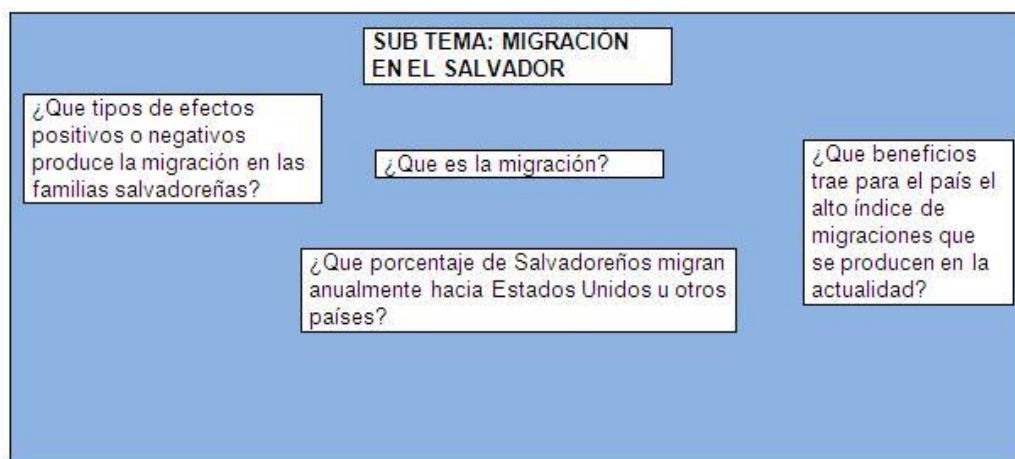 SUB TEMA: MIGRACIÓN
EN EL SALVADOR
¿Que tipos de efectos
positivos o negativos
produce la migración en las
familias salvadoreñas?
¿Que es la migración?
¿Que beneficios
trae para el país el
alto índice de
migraciones que
se producen en la
actualidad?
¿Que porcentaje de Salvadoreños migran
anualmente hacia Estados Unidos u otros
países?